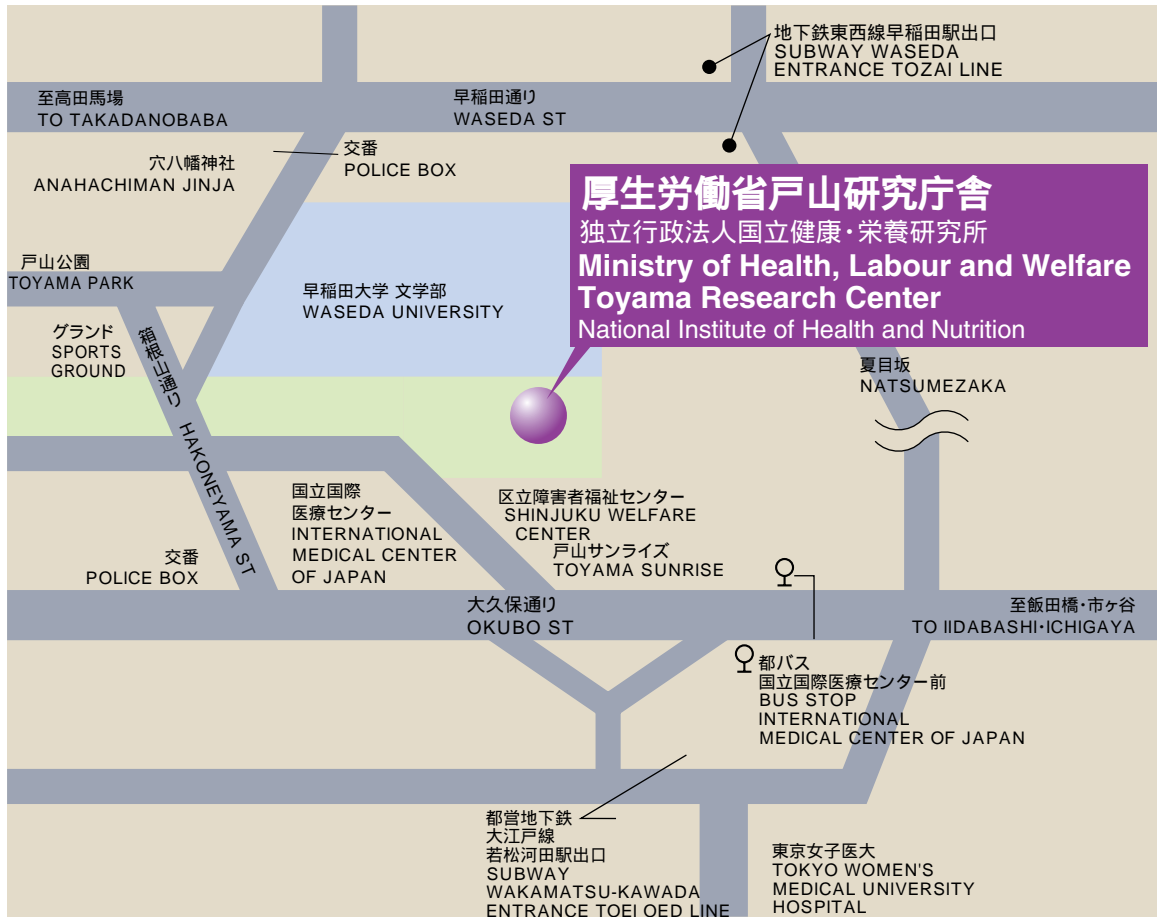 地下鉄東西線早稲田駅出口
SUBWAY WASEDA
ENTRANCE TOZAI LINE
至高田馬場
TO TAKADANOBABA
早稲田通り
WASEDA ST
交番
POLICE BOX
穴八幡神社
ANAHACHIMAN JINJA
厚生労働省戸山研究庁舎
独立行政法人国立健康・栄養研究所
Ministry of Health, Labour and Welfare
Toyama Research Center
National Institute of Health and Nutrition
戸山公園
TOYAMA PARK
早稲田大学 文学部
WASEDA UNIVERSITY
グランド
SPORTS
GROUND
箱根山通り HAKONEYAMA ST
夏目坂
NATSUMEZAKA
国立国際
医療センター
INTERNATIONAL
MEDICAL CENTER
OF JAPAN
区立障害者福祉センター
SHINJUKU WELFARE
CENTER
戸山サンライズ
TOYAMA SUNRISE
交番
POLICE BOX
大久保通り
OKUBO ST
至飯田橋・市ヶ谷
TO IIDABASHI・ICHIGAYA
都バス
国立国際医療センター前
BUS STOP
INTERNATIONAL
MEDICAL CENTER OF JAPAN
都営地下鉄
大江戸線
若松河田駅出口
SUBWAY
WAKAMATSU-KAWADA
ENTRANCE TOEI OED LINE
東京女子医大
TOKYO WOMEN'S
MEDICAL UNIVERSITY
HOSPITAL